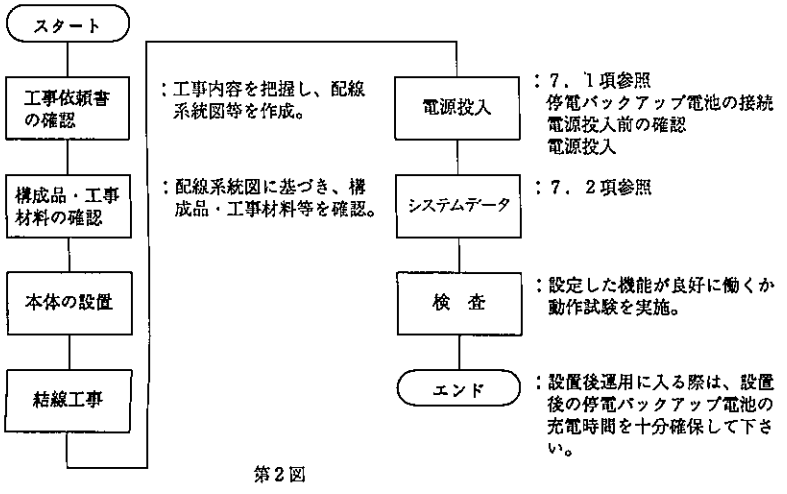 スタート
工事依頼書
の確認
:工事内容を把握し、配線
系統図等を作成。
構成品・工事
材料の確認
:配線系統図に基づき、構
成品・工事材料等を確認。
本体の設置
結線工事
電源投入
:7.1項参照
停電バックアップ電池の接続
電源投入前の確認
電源投入
システムデータ
:7.2項参照
検 査
:設定した機能が良好に働くか
動作試験を実施。
エンド
:設置後運用に入る際は、設置
後の停電バックアップ電池の
充電時間を十分確保して下さ
い。
第2図